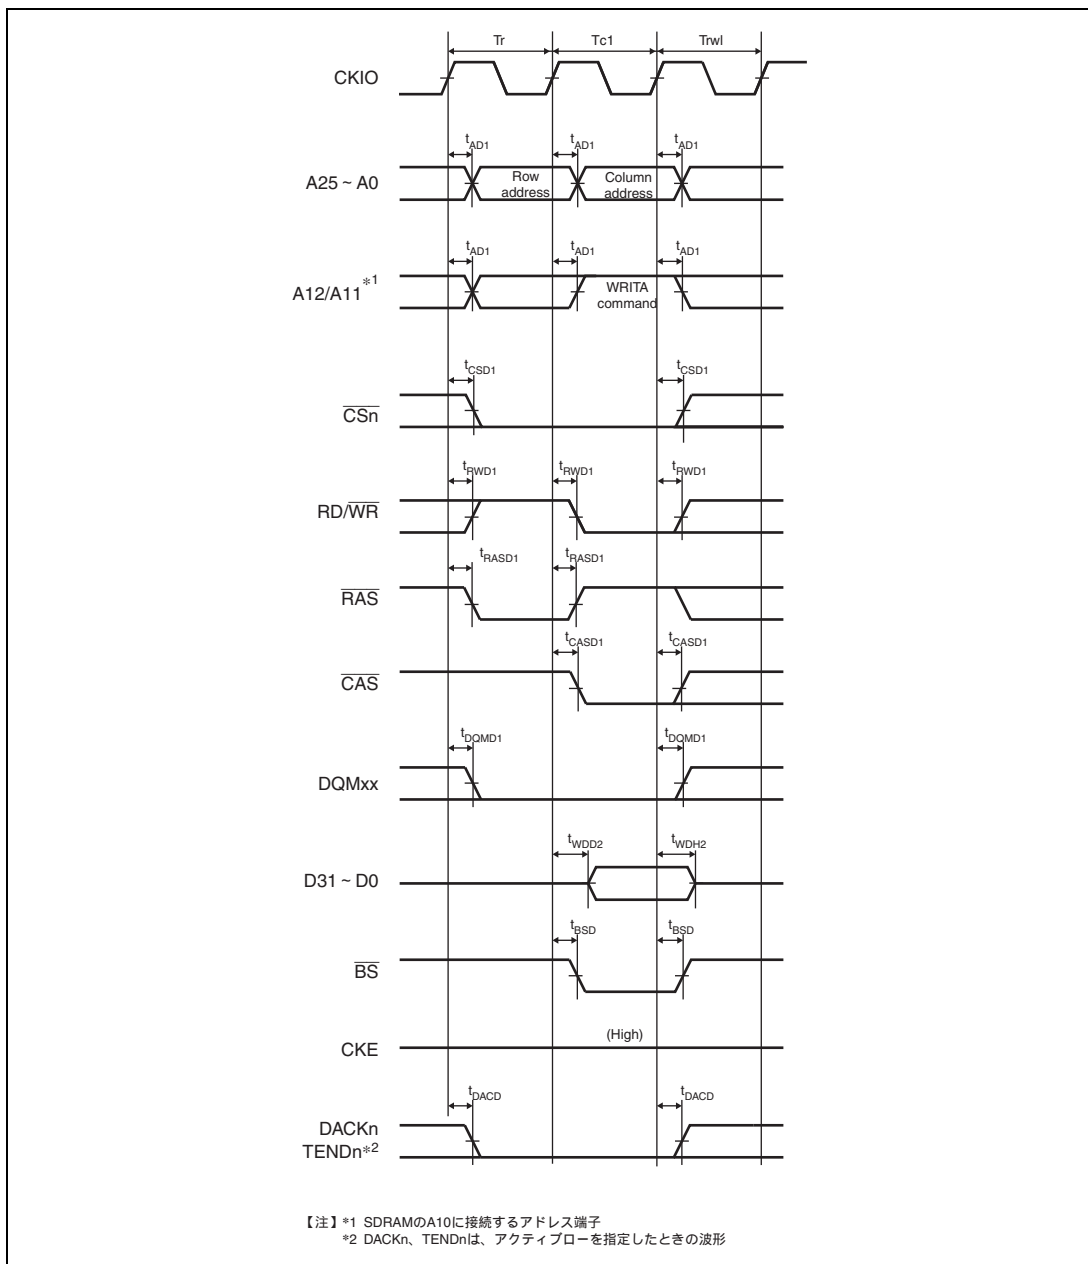 Tr Tc1 Trwl
CKIO
tAD1 tAD1 tAD1
A25 ~ A0 Row address Column address
tAD1 tAD1 tAD1
A12/A11*1 WRITA command
tCSD1 tCSD1
CSn
tRWD1 tRWD1 tRWD1
RD/WR
tRASD1 tRASD1
RAS
tCASD1 tCASD1
CAS
tDQMD1 tDQMD1
DQMxx
tWDD2 tWDH2
D31 ~ D0
tBSD tBSD
BS
(High)
CKE
tDACD tDACD
DACKn
TENDn*2
【注】*1 SDRAMのA10に接続するアドレス端子
*2 DACKn、TENDnは、アクティブローを指定したときの波形